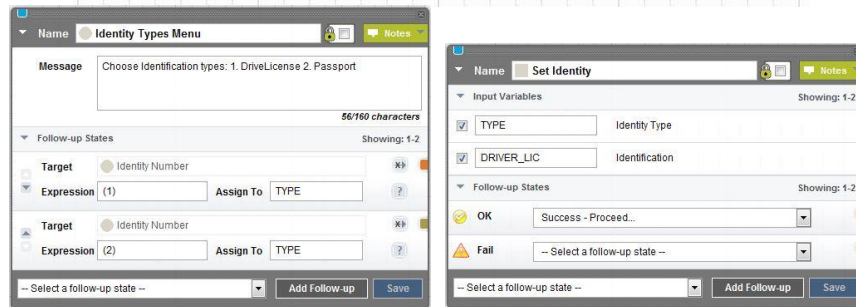 Name Identity Types Menu Notes
Message Choose Identification types: 1. DriveLicense 2. Passport
56/160 characters
Follow-up States Showing: 1-2
Target Identity Number
Expression (1) Assign To TYPE ?
Target Identity Number
Expression (2) Assign To TYPE ?
-- Select a follow-up state -- Add Follow-up Save
Name Set Identity Notes
Input Variables Showing: 1-2
TYPE Identity Type
DRIVER_LIC Identification
Follow-up States Showing: 1-2
OK Success - Proceed...
Fail -- Select a follow-up state --
-- Select a follow-up state -- Add Follow-up Save